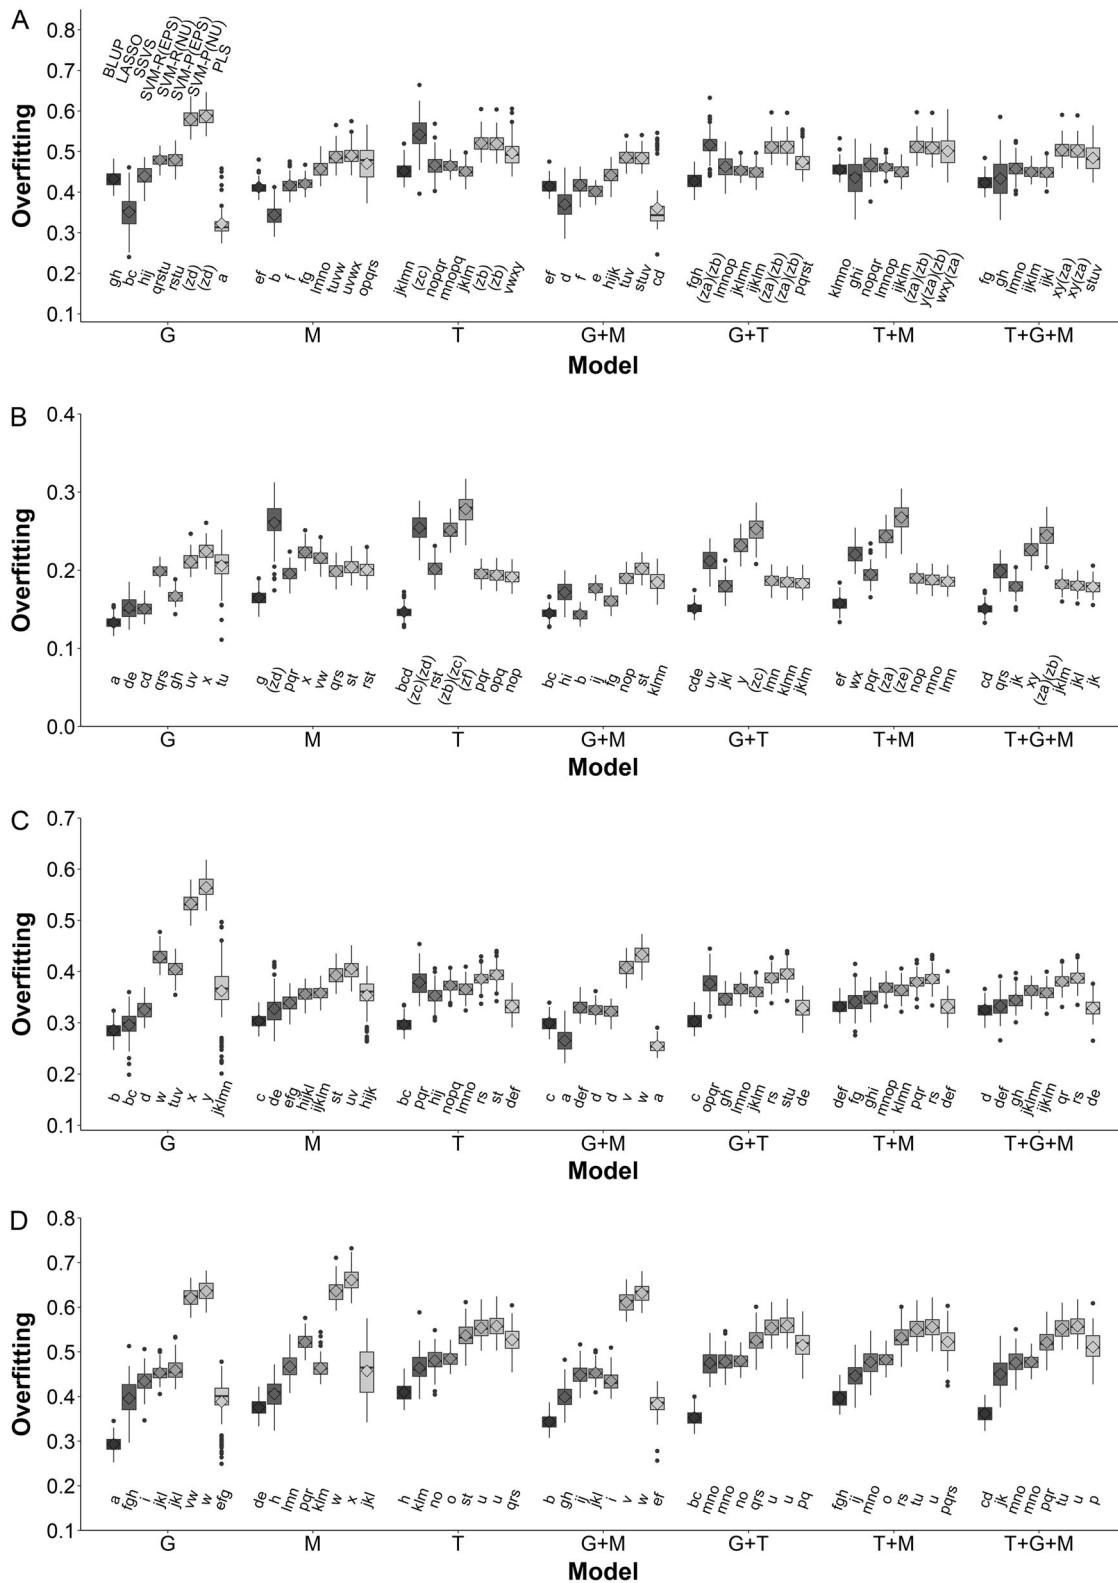 A
0.8
BLUP
LASSO
SSVS
SVM-R(EPS)
SVM-R(NU)
SVM-P(EPS)
SVM-P(NU)
PLS
0.7
0.6
0.5
0.4
0.3
0.2
0.1
Overfitting
gh bc hij qrstu rstu (zd) (zd) a
ef b f fg lmno tuvw uvwx opqrs
jklmn (zc) nopqr mnopq jklm (zb) (zb) vwxy
ef d f e hijk tuv stuv cd
fgh (za)(zb) lmnop jklmn ijklm (za)(zb) (za)(zb) pqrst
klmno ghi nopqr lmnop ijklm (za)(zb) y(za)(zb) wxy(za)
fg gh lmno ijklm ijkl xy(za) xy(za) stuv
G M T G+M G+T T+M T+G+M
Model
B
0.4
0.3
0.2
0.1
0.0
Overfitting
a de cd qrs gh uv x tu
g (zd) pqr x vw qrs st rst
bcd (zc)(zd) rst (zb)(zc) (zf) pqr opq nop
bc hi b ij fg nop st klmn
cde uv jkl y (zc) lmn klmn jklm
ef wx pqr (za) (ze) mno mno lmn
cd qrs jk xy (za)(zb) jklm jkl jk
G M T G+M G+T T+M T+G+M
Model
C
0.7
0.6
0.5
0.4
0.3
0.2
0.1
Overfitting
b bc d w tuv x y jklmn
c de efg hijkl ijklm st uv hijk
bc pqr hij nopq lmno rs st def
c a def d d v w a
c opqr gh lmno jklm rs stu de
def fg ghi mnop klmn pqr rs def
d def gh jklmn ijklm qr rs de
G M T G+M G+T T+M T+G+M
Model
D
0.8
0.7
0.6
0.5
0.4
0.3
0.2
0.1
Overfitting
a fgh i jkl jkl vw w efg
de h lmn pqr klm w x jkl
h klm no o st u u qrs
b gh ij jkl i v w ef
bc mno mno no qrs u u pq
fgh ij mno o rs tu u pqrs
cd jk mno mno pqr tu u p
G M T G+M G+T T+M T+G+M
Model